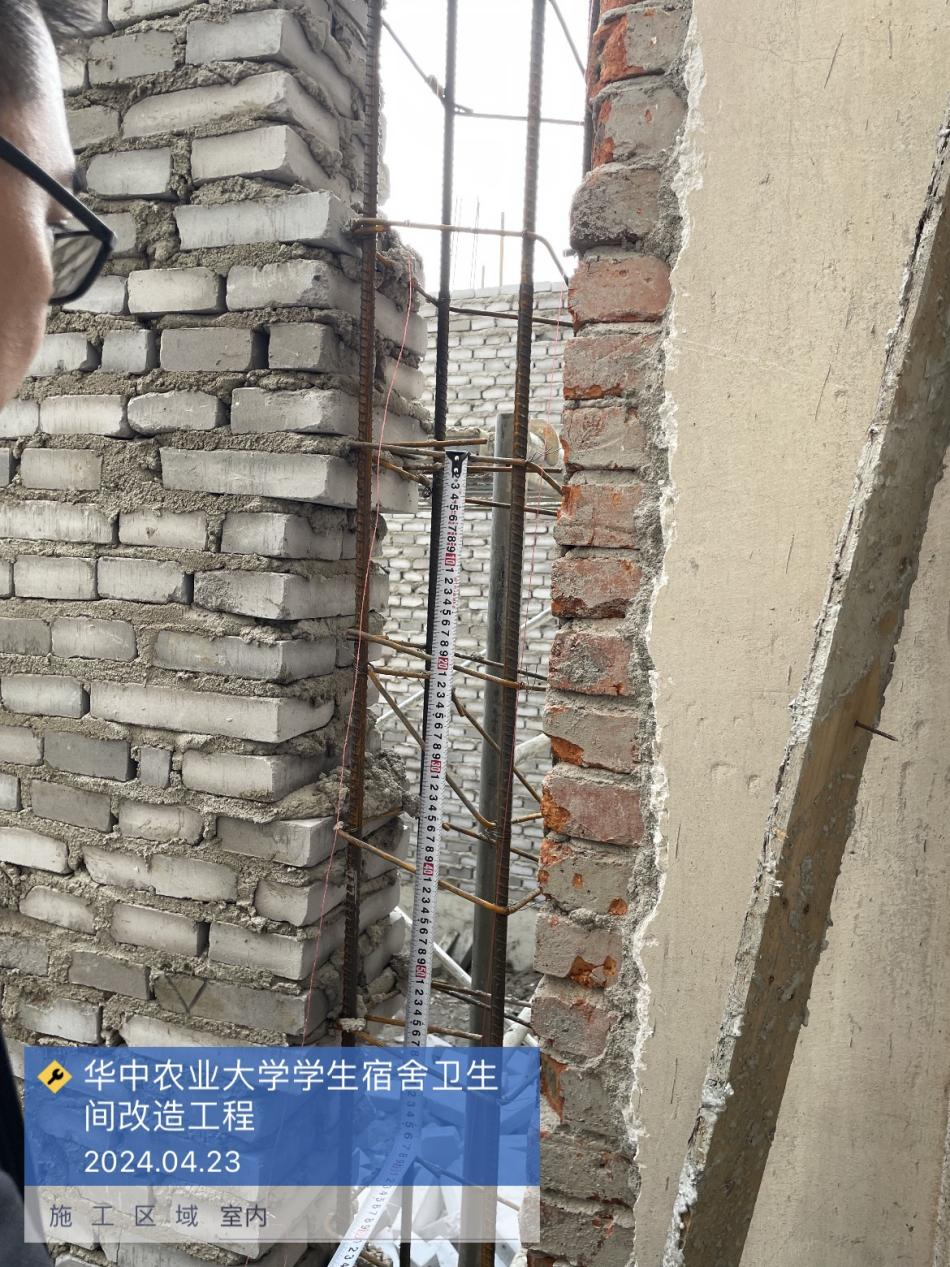 华中农业大学学生宿舍卫生
间改造工程
2024.04.23
施工区域 室内